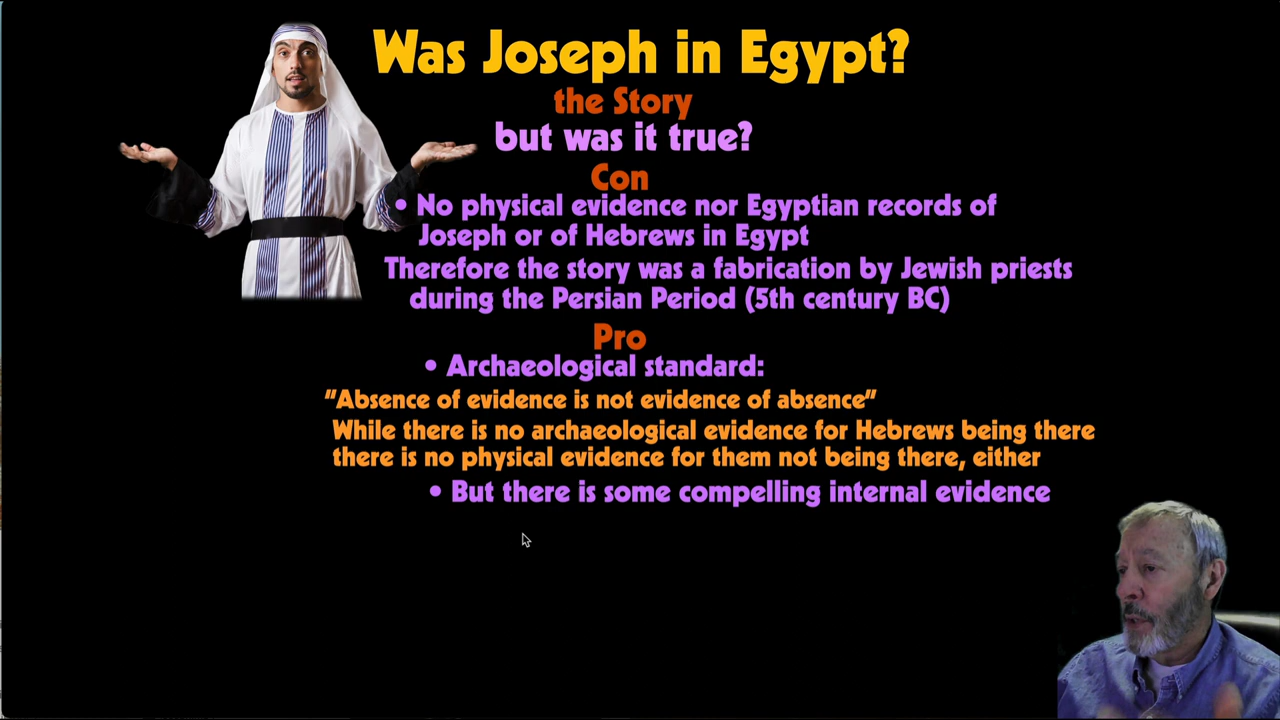 Was Joseph in Egypt?
the Story
but was it true?
Con
• No physical evidence nor Egyptian records of
Joseph or of Hebrews in Egypt
Therefore the story was a fabrication by Jewish priests
during the Persian Period (5th century BC)
Pro
• Archaeological standard:
"Absence of evidence is not evidence of absence"
While there is no archaeological evidence for Hebrews being there
there is no physical evidence for them not being there, either
• But there is some compelling internal evidence